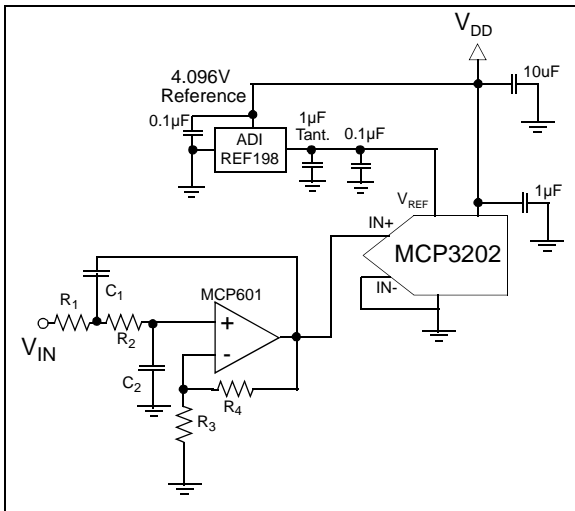 V_DD
4.096V
Reference
10uF
0.1µF
1µF
Tant.
0.1µF
ADI
REF198
V_REF
1µF
IN+
MCP3202
IN-
C_1
MCP601
R_1
R_2
+
V_IN
-
C_2
R_4
R_3